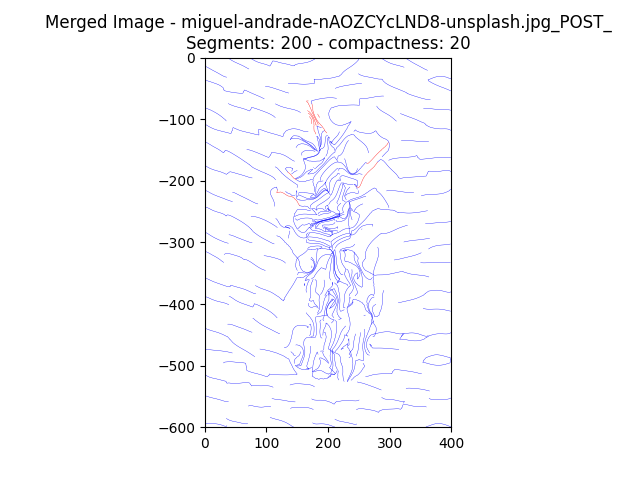 Merged Image - miguel-andrade-nAOZCYcLND8-unsplash.jpg_POST_
Segments: 200 - compactness: 20
0
−100
−200
−300
−400
−500
−600
0 100 200 300 400